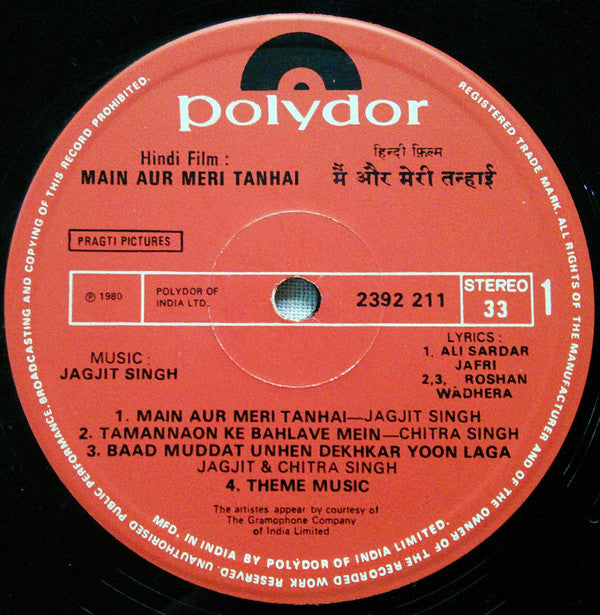 polydor
Hindi Film :
MAIN AUR MERI TANHAI
हिन्दी फ़िल्म
मैं और मेरी तन्हाई
PRAGTI PICTURES
℗ 1980
POLYDOR OF
INDIA LTD.
2392 211
STEREO
33
1
MUSIC :
JAGJIT SINGH
LYRICS :
1. ALI SARDAR
JAFRI
2,3, ROSHAN
WADHERA
1. MAIN AUR MERI TANHAI—JAGJIT SINGH
2. TAMANNAON KE BAHLAVE MEIN—CHITRA SINGH
3. BAAD MUDDAT UNHEN DEKHKAR YOON LAGA
JAGJIT & CHITRA SINGH
4. THEME MUSIC
The artistes appear by courtesy of
The Gramophone Company
of India Limited
MFD. IN INDIA BY POLYDOR OF INDIA LIMITED.
REGISTERED TRADE MARK. ALL RIGHTS OF THE MANUFACTURER AND OF THE OWNER OF THE RECORDED WORK RESERVED. UNAUTHORISED PUBLIC PERFORMANCE·BROADCASTING AND COPYING OF THIS RECORD PROHIBITED.